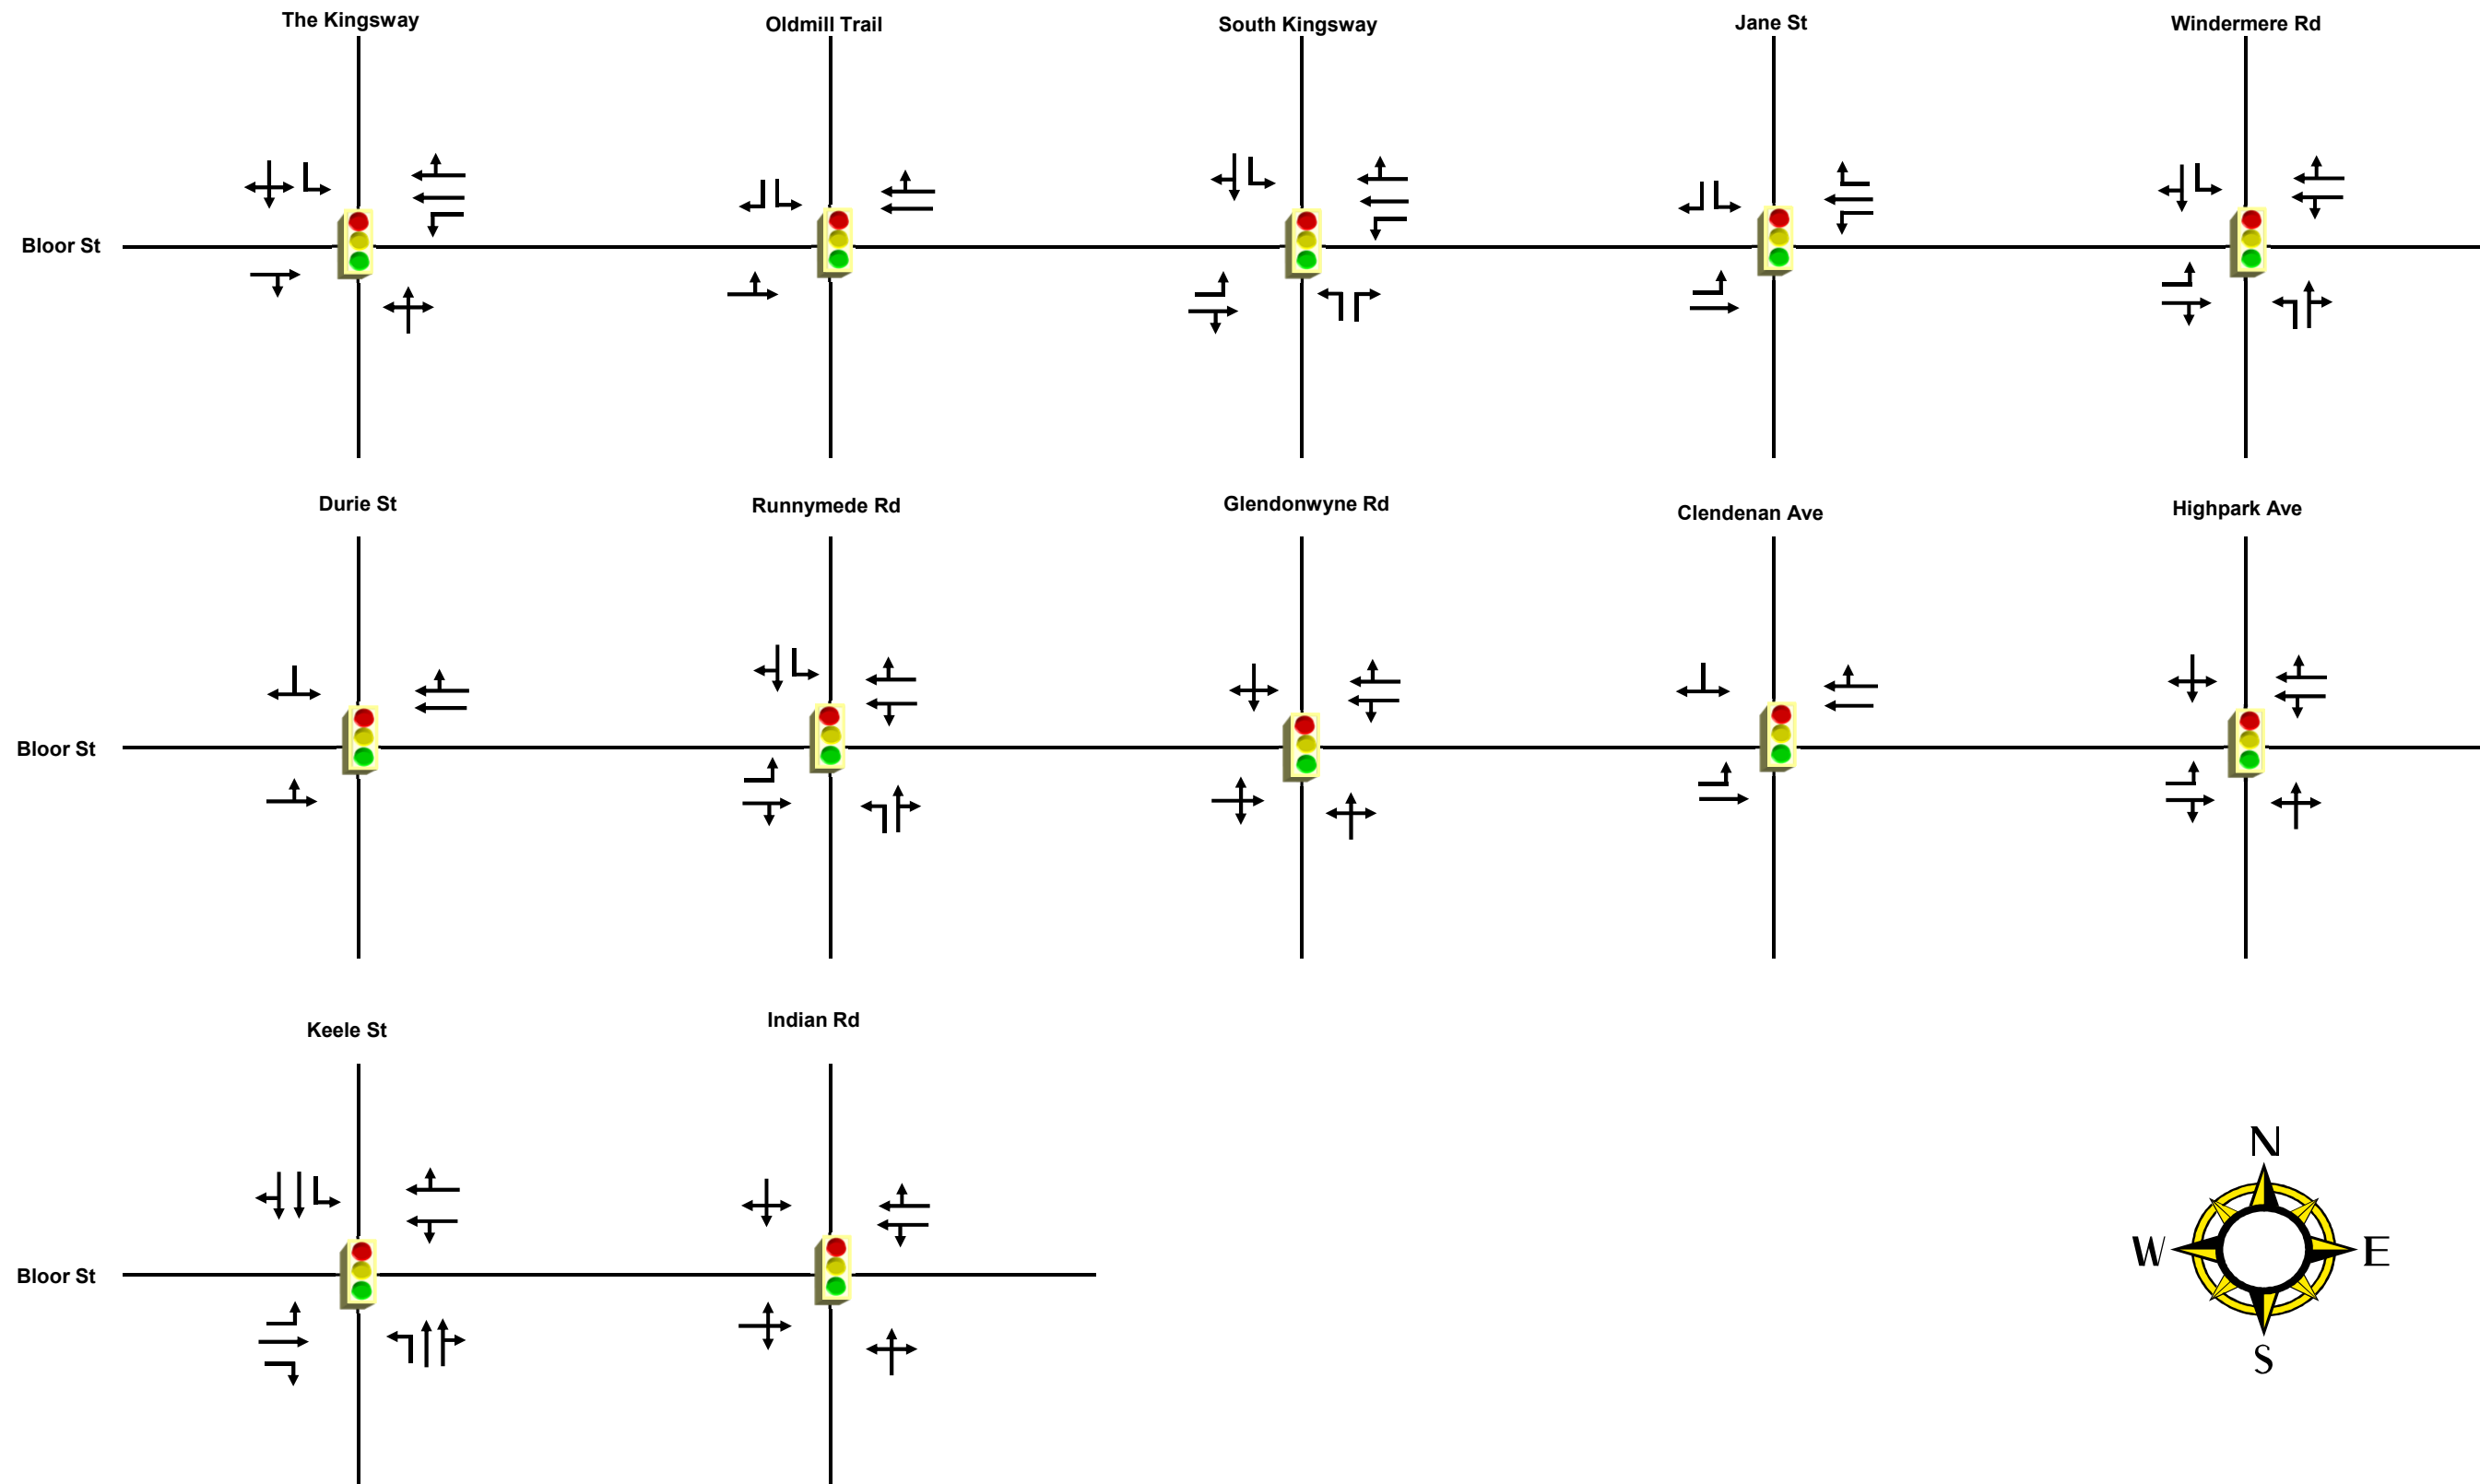 The Kingsway
Oldmill Trail
South Kingsway
Jane St
Windermere Rd
Bloor St
Durie St
Runnymede Rd
Glendonwyne Rd
Clendenan Ave
Highpark Ave
Bloor St
Keele St
Indian Rd
Bloor St
N
W
E
S